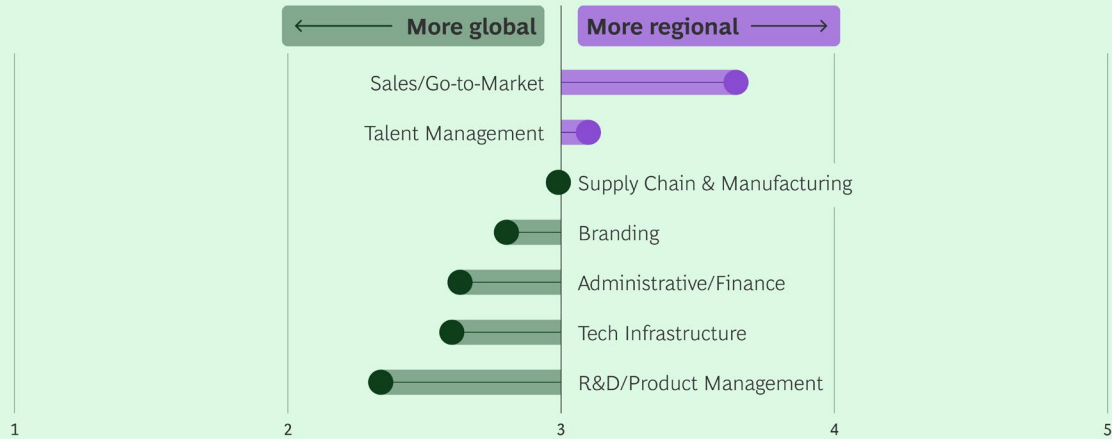 More global
More regional
Sales/Go-to-Market
Talent Management
Supply Chain & Manufacturing
Branding
Administrative/Finance
Tech Infrastructure
R&D/Product Management
1 2 3 4 5